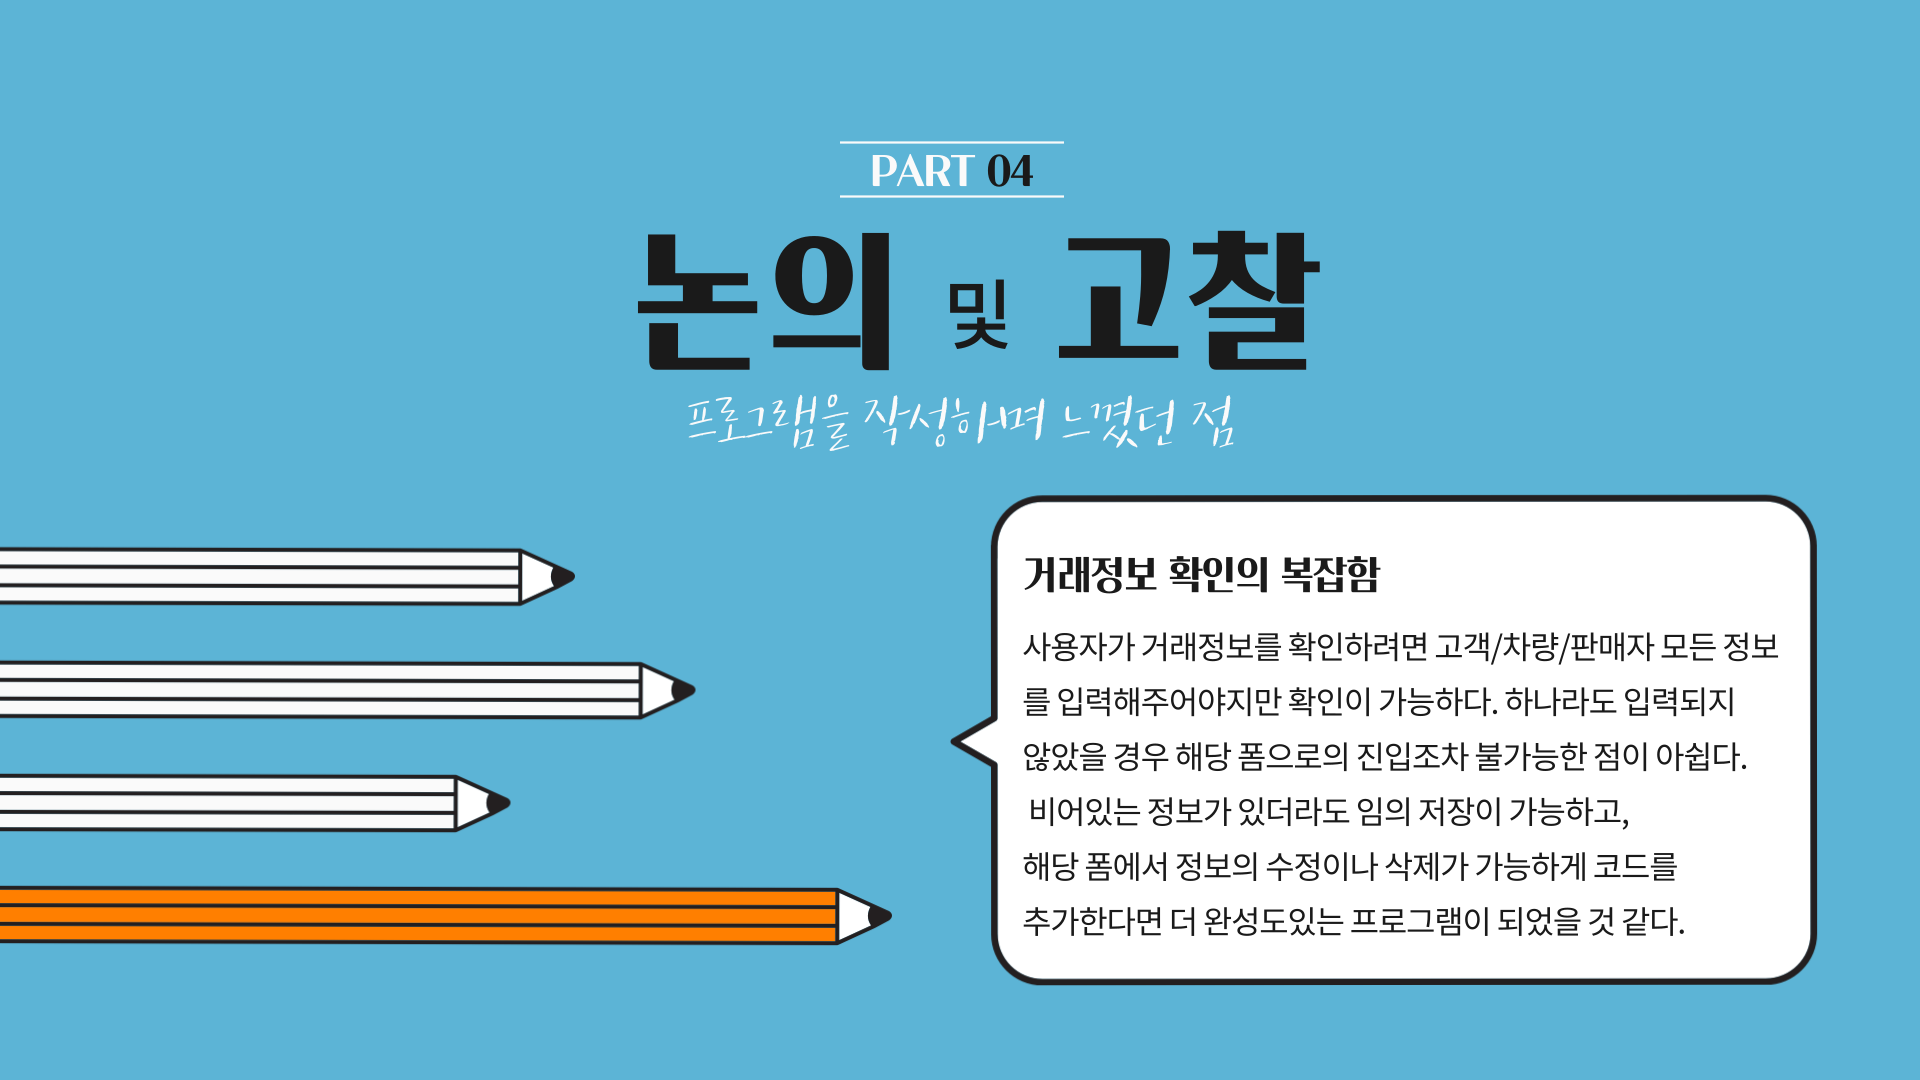 PART 04
논의 및 고찰
프로그램을 작성하며 느꼈던 점
거래정보 확인의 복잡함
사용자가 거래정보를 확인하려면 고객/차량/판매자 모든 정보
를 입력해주어야지만 확인이 가능하다. 하나라도 입력되지
않았을 경우 해당 폼으로의 진입조차 불가능한 점이 아쉽다.
비어있는 정보가 있더라도 임의 저장이 가능하고,
해당 폼에서 정보의 수정이나 삭제가 가능하게 코드를
추가한다면 더 완성도있는 프로그램이 되었을 것 같다.